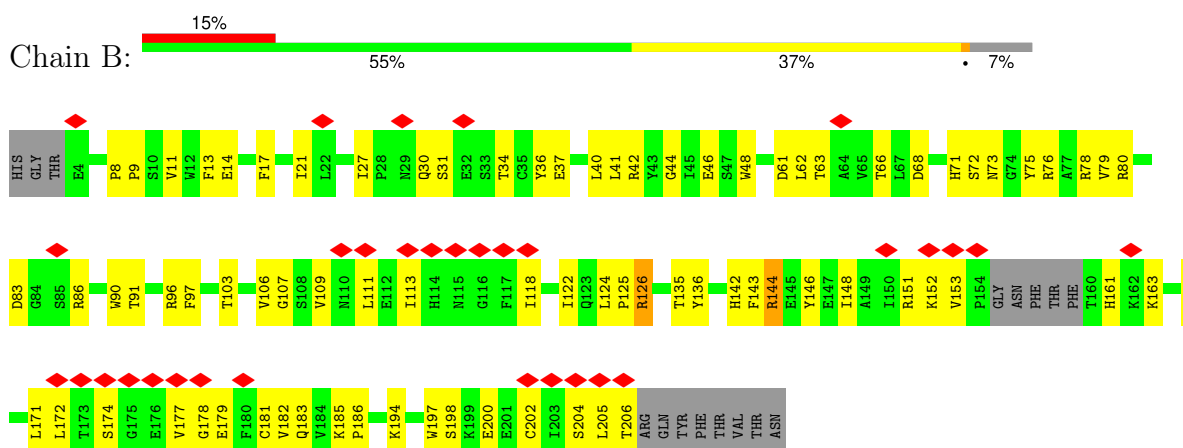 15%
Chain B:
55% 37% • 7%
HIS GLY THR E4 P8 P9 S10 V11 W12 F13 E14 F17 I21 L22 I27 P28 N29 Q30 S31 E32 S33 T34 C35 Y36 E37 L40 L41 R42 Y43 G44 I45 E46 S47 W48 D61 L62 T63 A64 V65 T66 L67 D68 H71 S72 N73 G74 Y75 R76 A77 R78 V79 R80
D83 G84 S85 R86 W90 T91 R96 F97 T103 V106 G107 S108 V109 N110 L111 E112 I113 H114 N115 G116 F117 I118 I122 Q123 L124 P125 R126 T135 Y136 H142 F143 R144 E145 Y146 E147 I148 A149 I150 R151 K152 V153 P154 GLY ASN PHE THR PHE T160 H161 K162 K163
L171 L172 T173 S174 G175 E176 V177 G178 E179 F180 C181 V182 Q183 V184 K185 P186 K194 W197 S198 K199 E200 E201 C202 I203 S204 L205 T206 ARG GLN TYR PHE THR VAL THR ASN